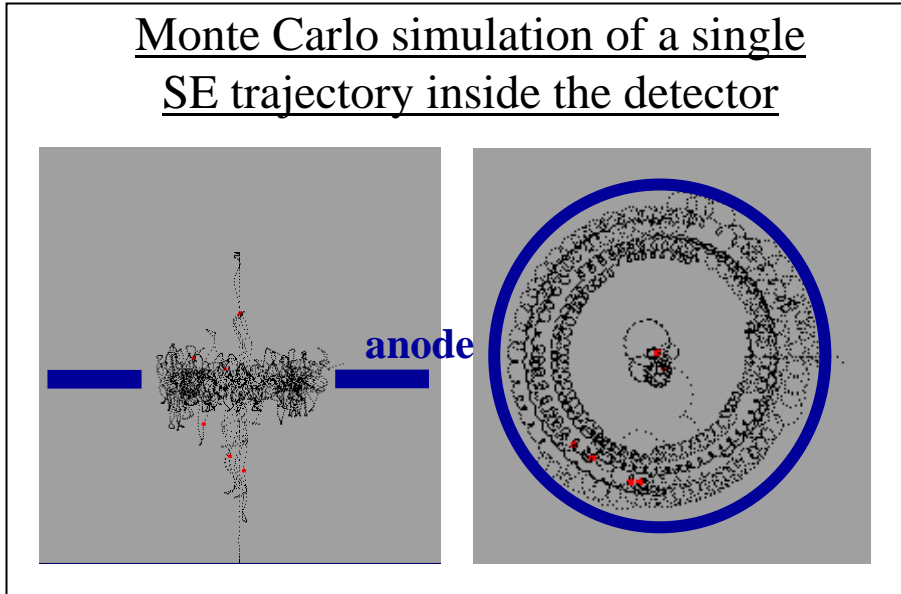 Monte Carlo simulation of a single
SE trajectory inside the detector
anode